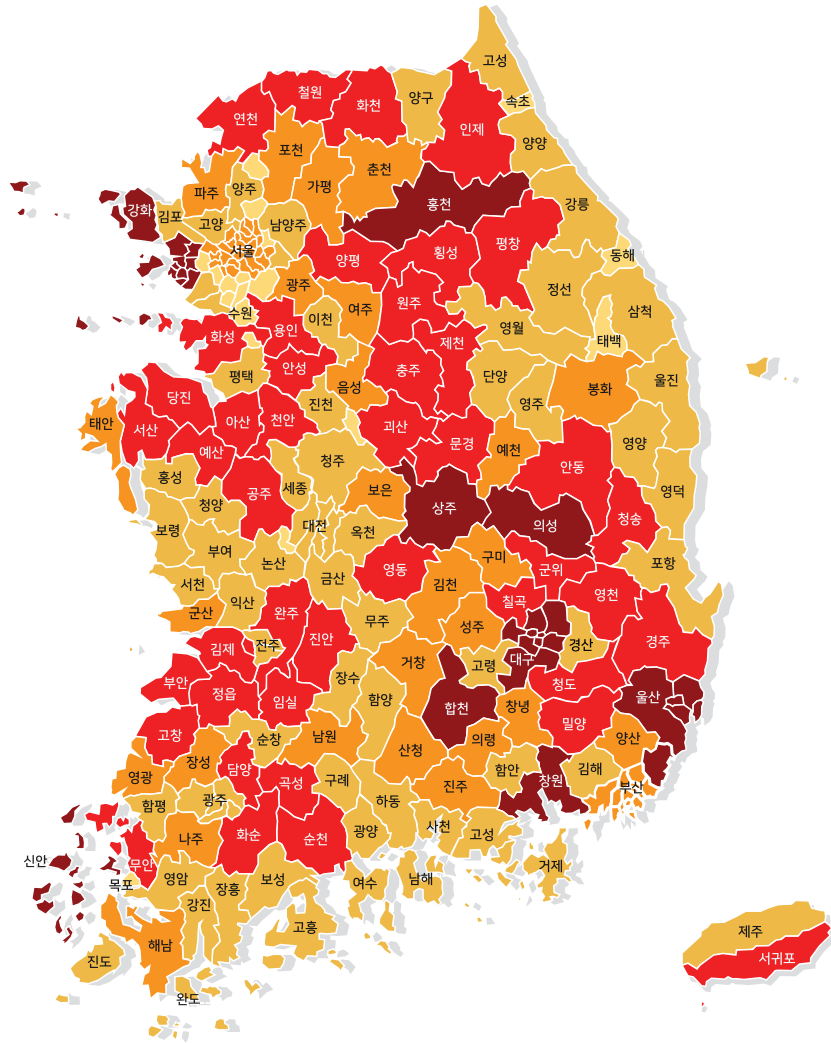 고성
철원
양구
속초
화천
연천
인제
양양
포천
춘천
가평
양주
파주
강화
김포
고양
남양주
홍천
강릉
평창
서울
횡성
동해
양평
광주
정선
원주
여주
수원
이천
삼척
영월
용인
화성
제천
태백
안성
충주
평택
단양
울진
음성
봉화
당진
진천
영주
태안
서산
아산
천안
괴산
문경
예천
영양
예산
청주
안동
홍성
공주
세종
보은
영덕
청양
상주
의성
청송
보령
대전
옥천
부여
구미
논산
영동
군위
포항
금산
서천
김천
영천
익산
칠곡
군산
완주
무주
성주
진안
경주
김제
전주
경산
거창
고령
대구
장수
부안
청도
정읍
임실
함양
울산
합천
창녕
밀양
고창
순창
남원
의령
양산
산청
장성
담양
함안
김해
영광
곡성
구례
진주
창원
부산
광주
하동
함평
나주
화순
순천
광양
사천
고성
신안
무안
거제
목포
영암
장흥
보성
여수
남해
강진
고흥
해남
제주
진도
서귀포
완도